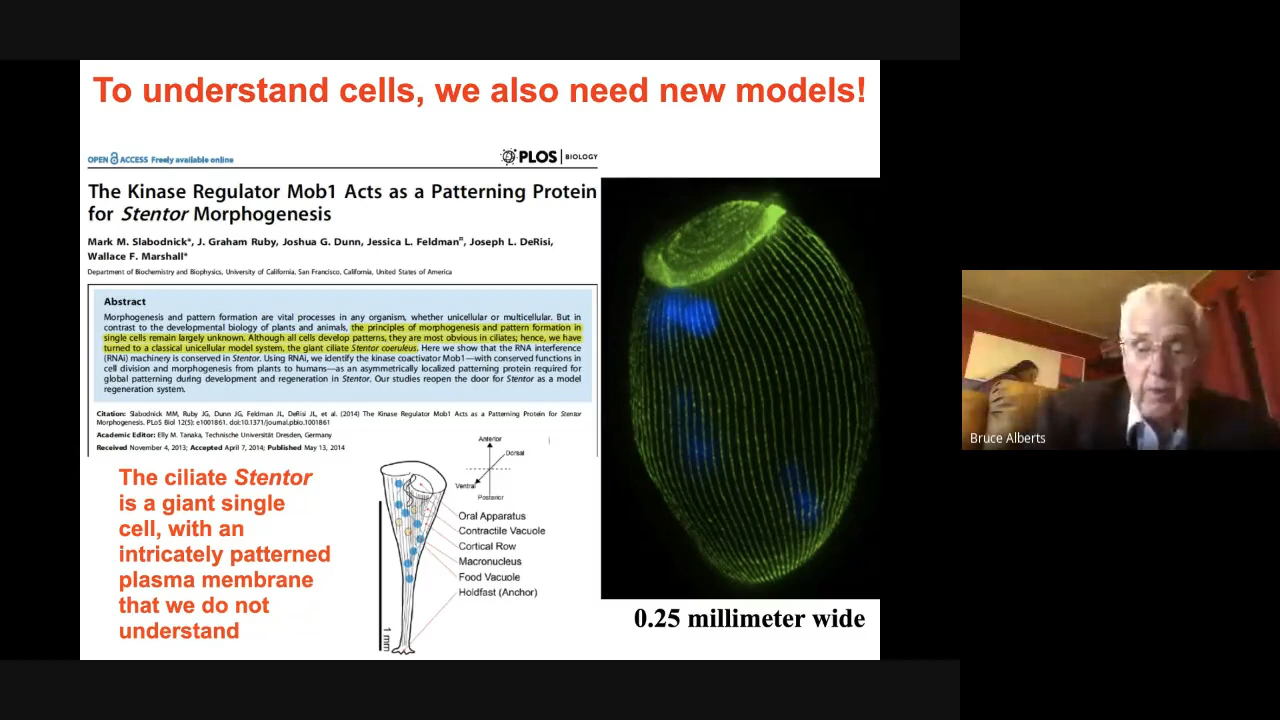 To understand cells, we also need new models!
OPEN ACCESS Freely available online
PLOS BIOLOGY
The Kinase Regulator Mob1 Acts as a Patterning Protein
for Stentor Morphogenesis
Mark M. Slabodnick*, J. Graham Ruby, Joshua G. Dunn, Jessica L. Feldman¤, Joseph L. DeRisi,
Wallace F. Marshall*
Department of Biochemistry and Biophysics, University of California, San Francisco, California, United States of America
Abstract
Morphogenesis and pattern formation are vital processes in any organism, whether unicellular or multicellular. But in
contrast to the developmental biology of plants and animals, the principles of morphogenesis and pattern formation in
single cells remain largely unknown. Although all cells develop patterns, they are most obvious in ciliates; hence, we have
turned to a classical unicellular model system, the giant ciliate Stentor coeruleus. Here we show that the RNA interference
(RNAi) machinery is conserved in Stentor. Using RNAi, we identify the kinase coactivator Mob1—with conserved functions in
cell division and morphogenesis from plants to humans—as an asymmetrically localized patterning protein required for
global patterning during development and regeneration in Stentor. Our studies reopen the door for Stentor as a model
regeneration system.
Citation: Slabodnick MM, Ruby JG, Dunn JG, Feldman JL, DeRisi JL, et al. (2014) The Kinase Regulator Mob1 Acts as a Patterning Protein for Stentor
Morphogenesis. PLoS Biol 12(5): e1001861. doi:10.1371/journal.pbio.1001861
Academic Editor: Elly M. Tanaka, Technische Universität Dresden, Germany
Received November 4, 2013; Accepted April 7, 2014; Published May 13, 2014
The ciliate Stentor
is a giant single
cell, with an
intricately patterned
plasma membrane
that we do not
understand
Anterior
Dorsal
Ventral
Posterior
Oral Apparatus
Contractile Vacuole
Cortical Row
Macronucleus
Food Vacuole
Holdfast (Anchor)
1 mm
0.25 millimeter wide
Bruce Alberts